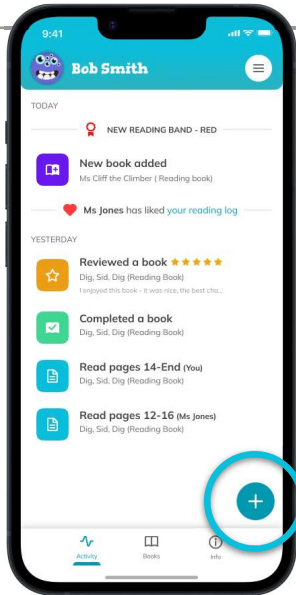 9:41
Bob Smith
TODAY
NEW READING BAND - RED
New book added
Ms Cliff the Climber ( Reading book)
Ms Jones has liked your reading log
YESTERDAY
Reviewed a book
Dig, Sid, Dig (Reading Book)
I enjoyed this book - it was nice, the best cha...
Completed a book
Dig, Sid, Dig (Reading Book)
Read pages 14-End (You)
Dig, Sid, Dig (Reading Book)
Read pages 12-16 (Ms Jones)
Dig, Sid, Dig (Reading Book)
Activity
Books
Info